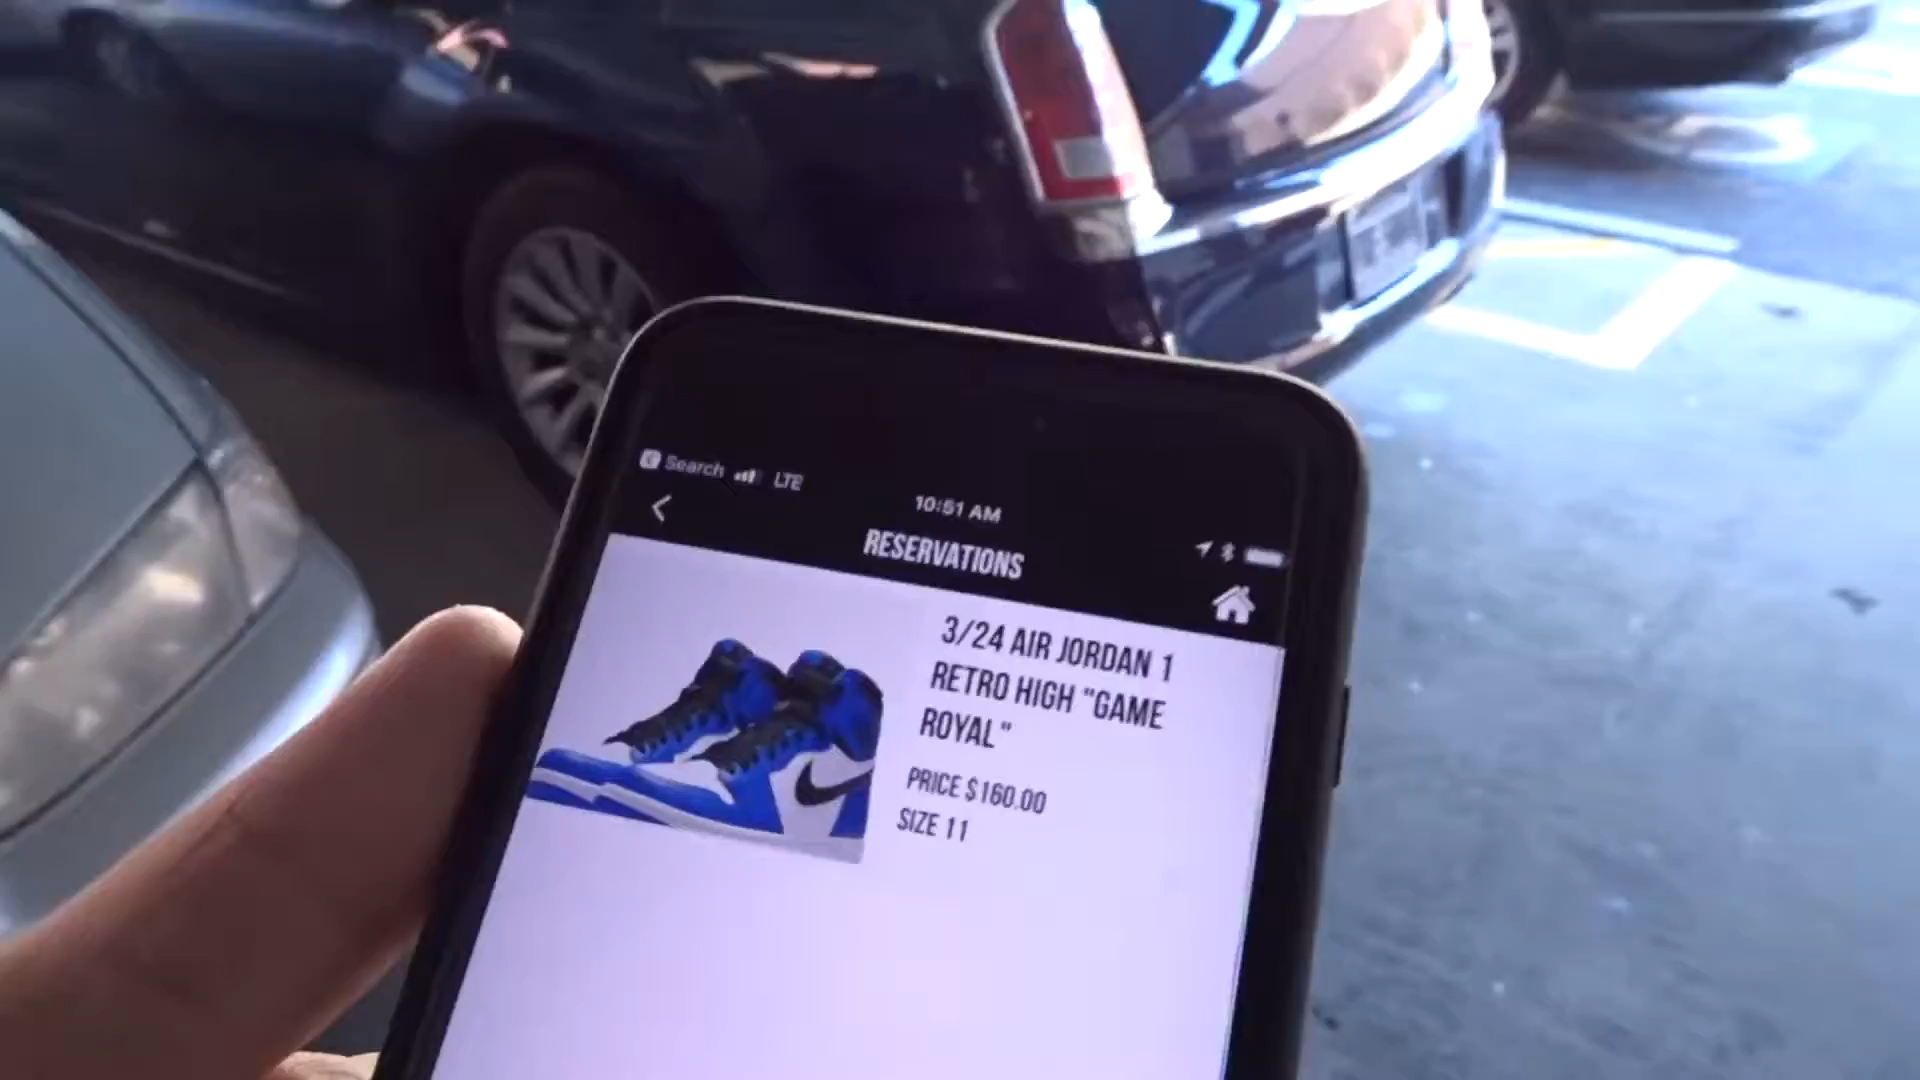 Search LTE
10:51 AM
RESERVATIONS
3/24 AIR JORDAN 1
RETRO HIGH "GAME
ROYAL"
PRICE $160.00
SIZE 11